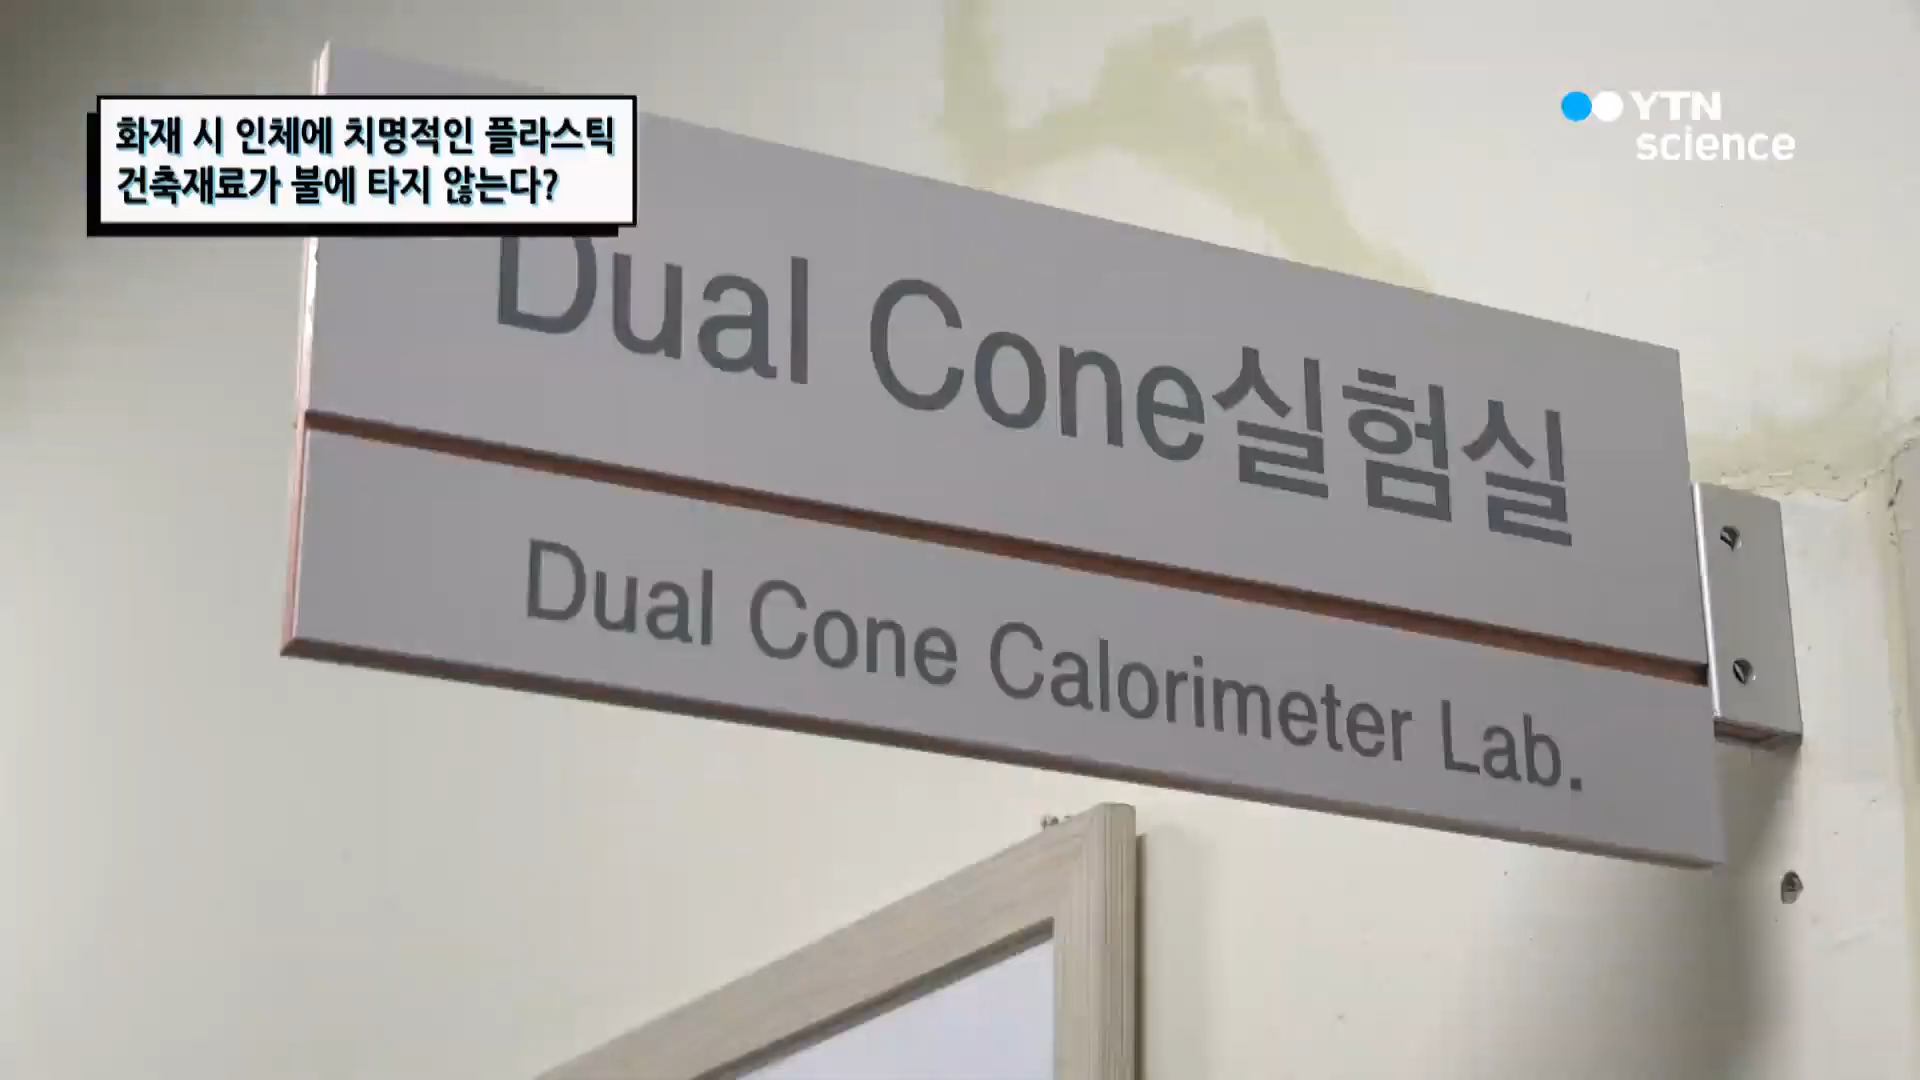 화재 시 인체에 치명적인 플라스틱
건축재료가 불에 타지 않는다?
YTN
science
Dual Cone실험실
Dual Cone Calorimeter Lab.